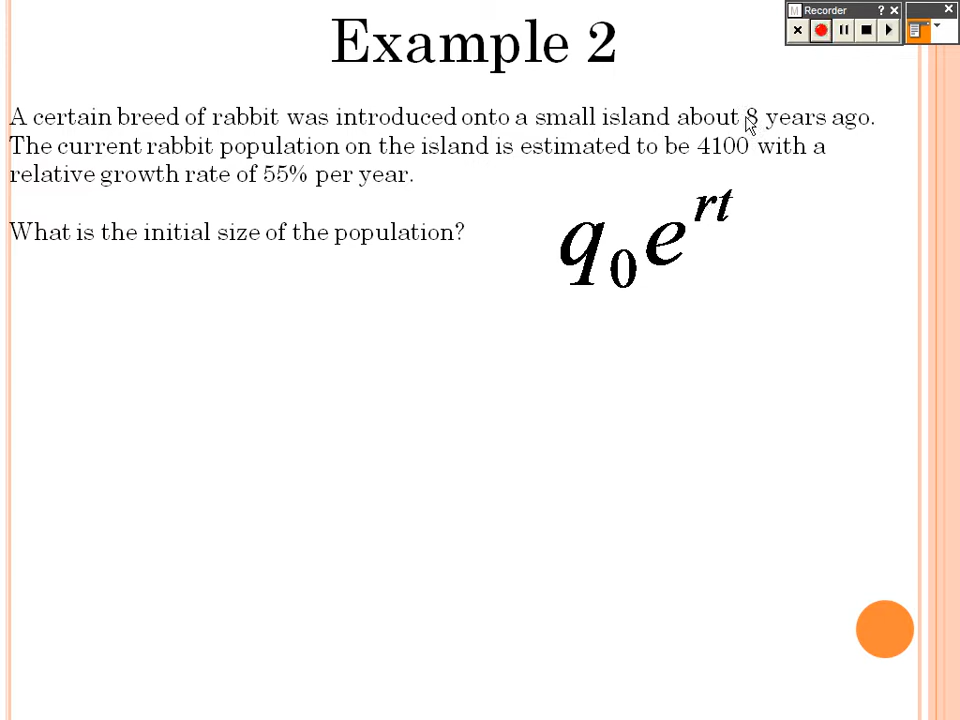 Example 2
Recorder
A certain breed of rabbit was introduced onto a small island about 8 years ago.
The current rabbit population on the island is estimated to be 4100 with a
relative growth rate of 55% per year.
What is the initial size of the population?
q₀eʳᵗ